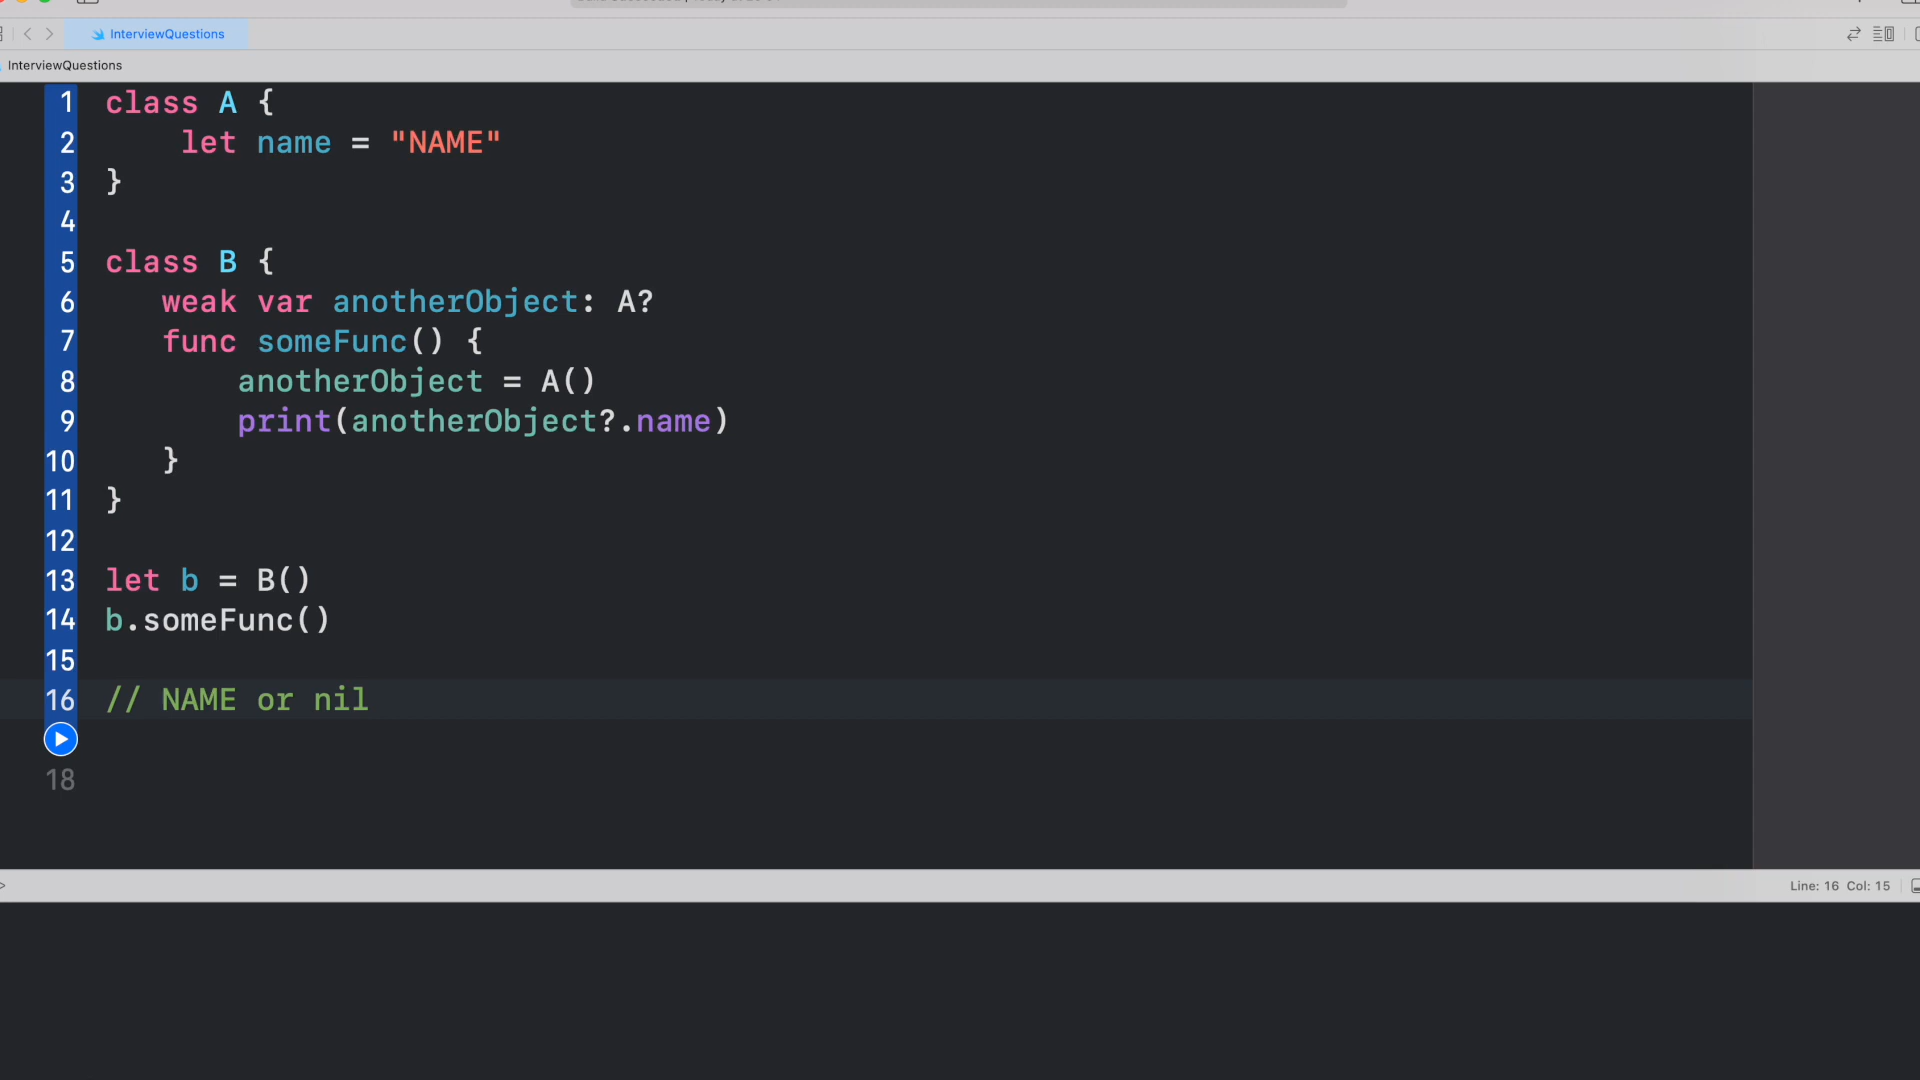 InterviewQuestions
InterviewQuestions
1 class A {
2 let name = "NAME"
3 }
4
5 class B {
6 weak var anotherObject: A?
7 func someFunc() {
8 anotherObject = A()
9 print(anotherObject?.name)
10 }
11 }
12
13 let b = B()
14 b.someFunc()
15
16 // NAME or nil
18
Line: 16 Col: 15